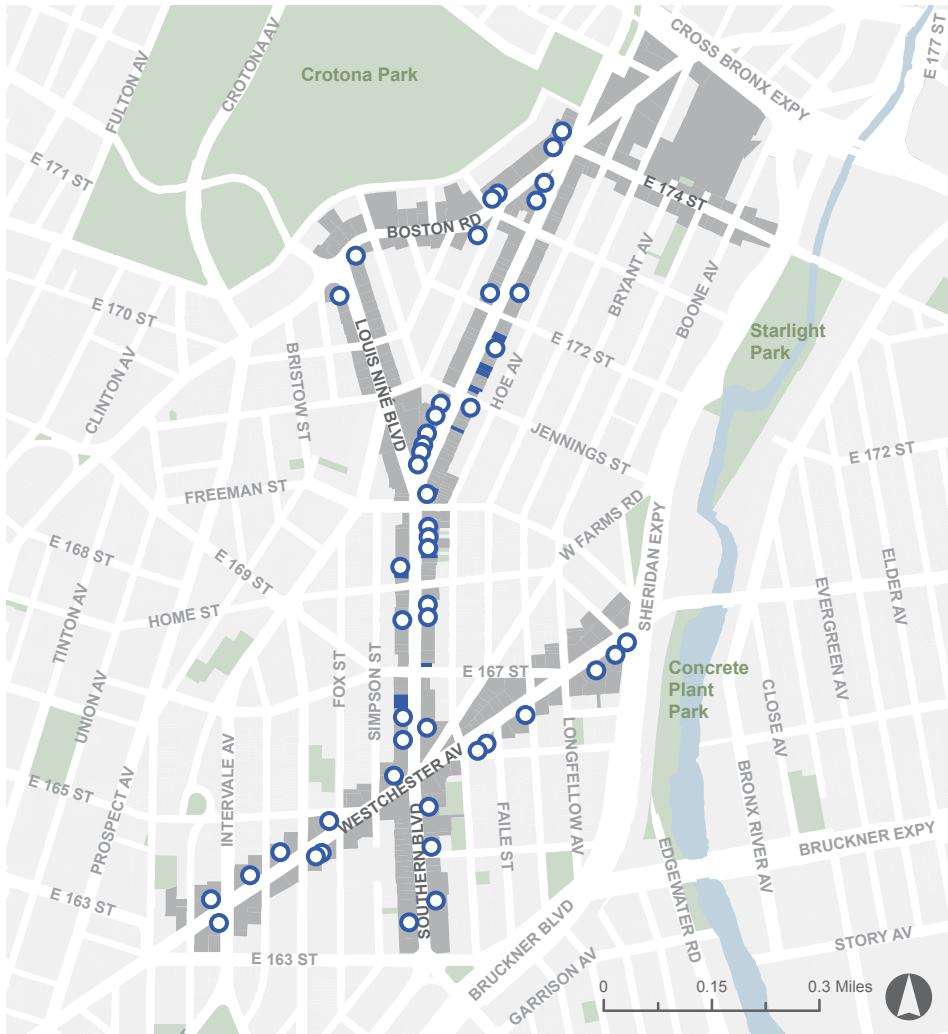 CROSS BRONX EXPY
E 177 ST
FULTON AV
CROTONA AV
Crotona Park
E 171 ST
E 174 ST
BOSTON RD
BRYANT AV
BOONE AV
E 170 ST
Starlight
Park
LOUIS NINE BLVD
E 172 ST
BRISTOW ST
HOE AV
CLINTON AV
JENNINGS ST
E 172 ST
FREEMAN ST
W FARMS RD
E 168 ST
E 169 ST
SHERIDAN EXPY
ELDER AV
HOME ST
EVERGREEN AV
TINTON AV
FOX ST
SIMPSON ST
E 167 ST
Concrete
Plant
Park
UNION AV
CLOSE AV
LONGFELLOW AV
INTERVALE AV
WESTCHESTER AV
E 165 ST
PROSPECT AV
BRONX RIVER AV
FAILE ST
SOUTHERN BLVD
BRUCKNER EXPY
EDGEWATER RD
E 163 ST
STORY AV
E 163 ST
BRUCKNER BLVD
GARRISON AV
0 0.15 0.3 Miles